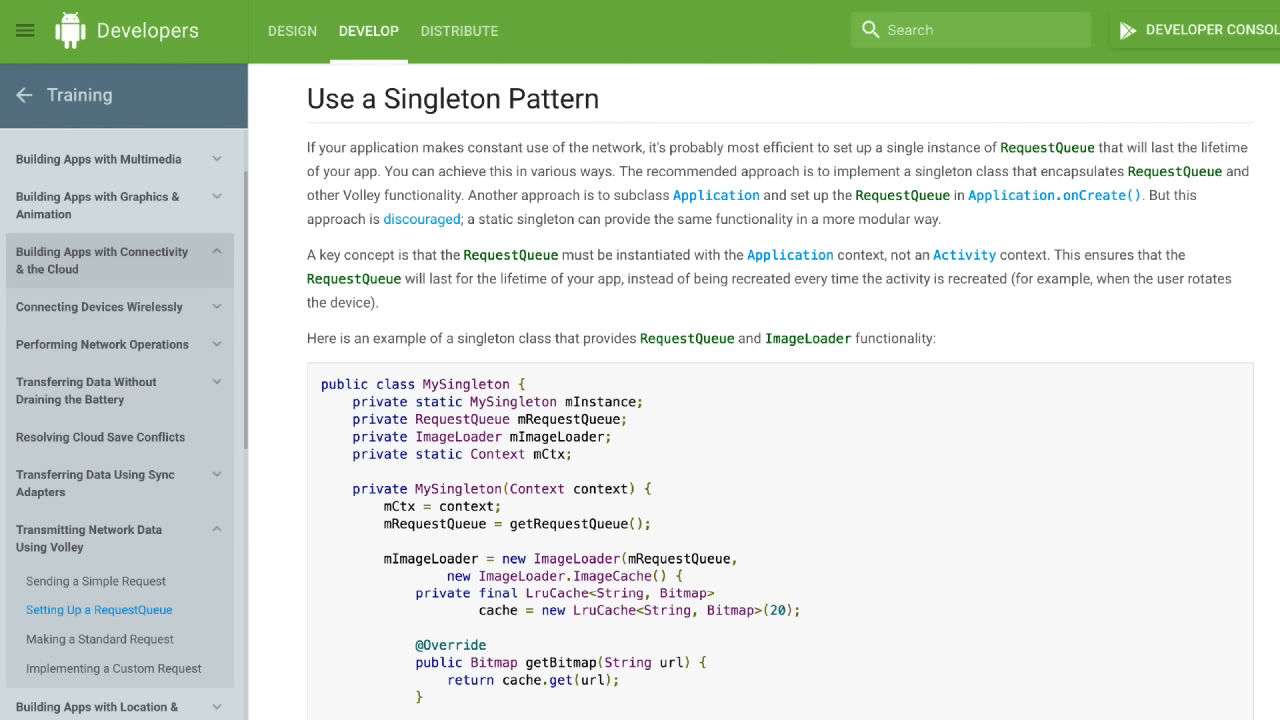 Developers
DESIGN DEVELOP DISTRIBUTE
Search
DEVELOPER CONSOL
Training
Building Apps with Multimedia
Building Apps with Graphics &
Animation
Building Apps with Connectivity
& the Cloud
Connecting Devices Wirelessly
Performing Network Operations
Transferring Data Without
Draining the Battery
Resolving Cloud Save Conflicts
Transferring Data Using Sync
Adapters
Transmitting Network Data
Using Volley
Sending a Simple Request
Setting Up a RequestQueue
Making a Standard Request
Implementing a Custom Request
Building Apps with Location &
Use a Singleton Pattern
If your application makes constant use of the network, it's probably most efficient to set up a single instance of RequestQueue that will last the lifetime
of your app. You can achieve this in various ways. The recommended approach is to implement a singleton class that encapsulates RequestQueue and
other Volley functionality. Another approach is to subclass Application and set up the RequestQueue in Application.onCreate(). But this
approach is discouraged; a static singleton can provide the same functionality in a more modular way.
A key concept is that the RequestQueue must be instantiated with the Application context, not an Activity context. This ensures that the
RequestQueue will last for the lifetime of your app, instead of being recreated every time the activity is recreated (for example, when the user rotates
the device).
Here is an example of a singleton class that provides RequestQueue and ImageLoader functionality:
public class MySingleton {
    private static MySingleton mInstance;
    private RequestQueue mRequestQueue;
    private ImageLoader mImageLoader;
    private static Context mCtx;
    private MySingleton(Context context) {
        mCtx = context;
        mRequestQueue = getRequestQueue();
        mImageLoader = new ImageLoader(mRequestQueue,
                new ImageLoader.ImageCache() {
            private final LruCache<String, Bitmap>
                    cache = new LruCache<String, Bitmap>(20);
            @Override
            public Bitmap getBitmap(String url) {
                return cache.get(url);
            }